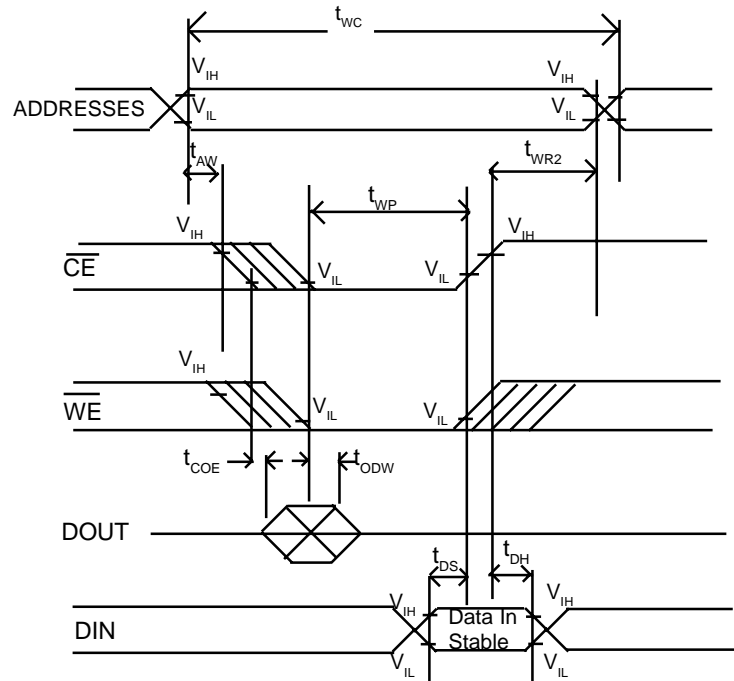 tWC
VIH
VIH
ADDRESSES
VIL
VIL
tAW
tWR2
tWP
VIH
VIH
CE
VIL
VIL
VIH
WE
VIL
VIL
tCOE
tODW
DOUT
tDS
tDH
VIH
VIH
DIN
Data In
Stable
VIL
VIL